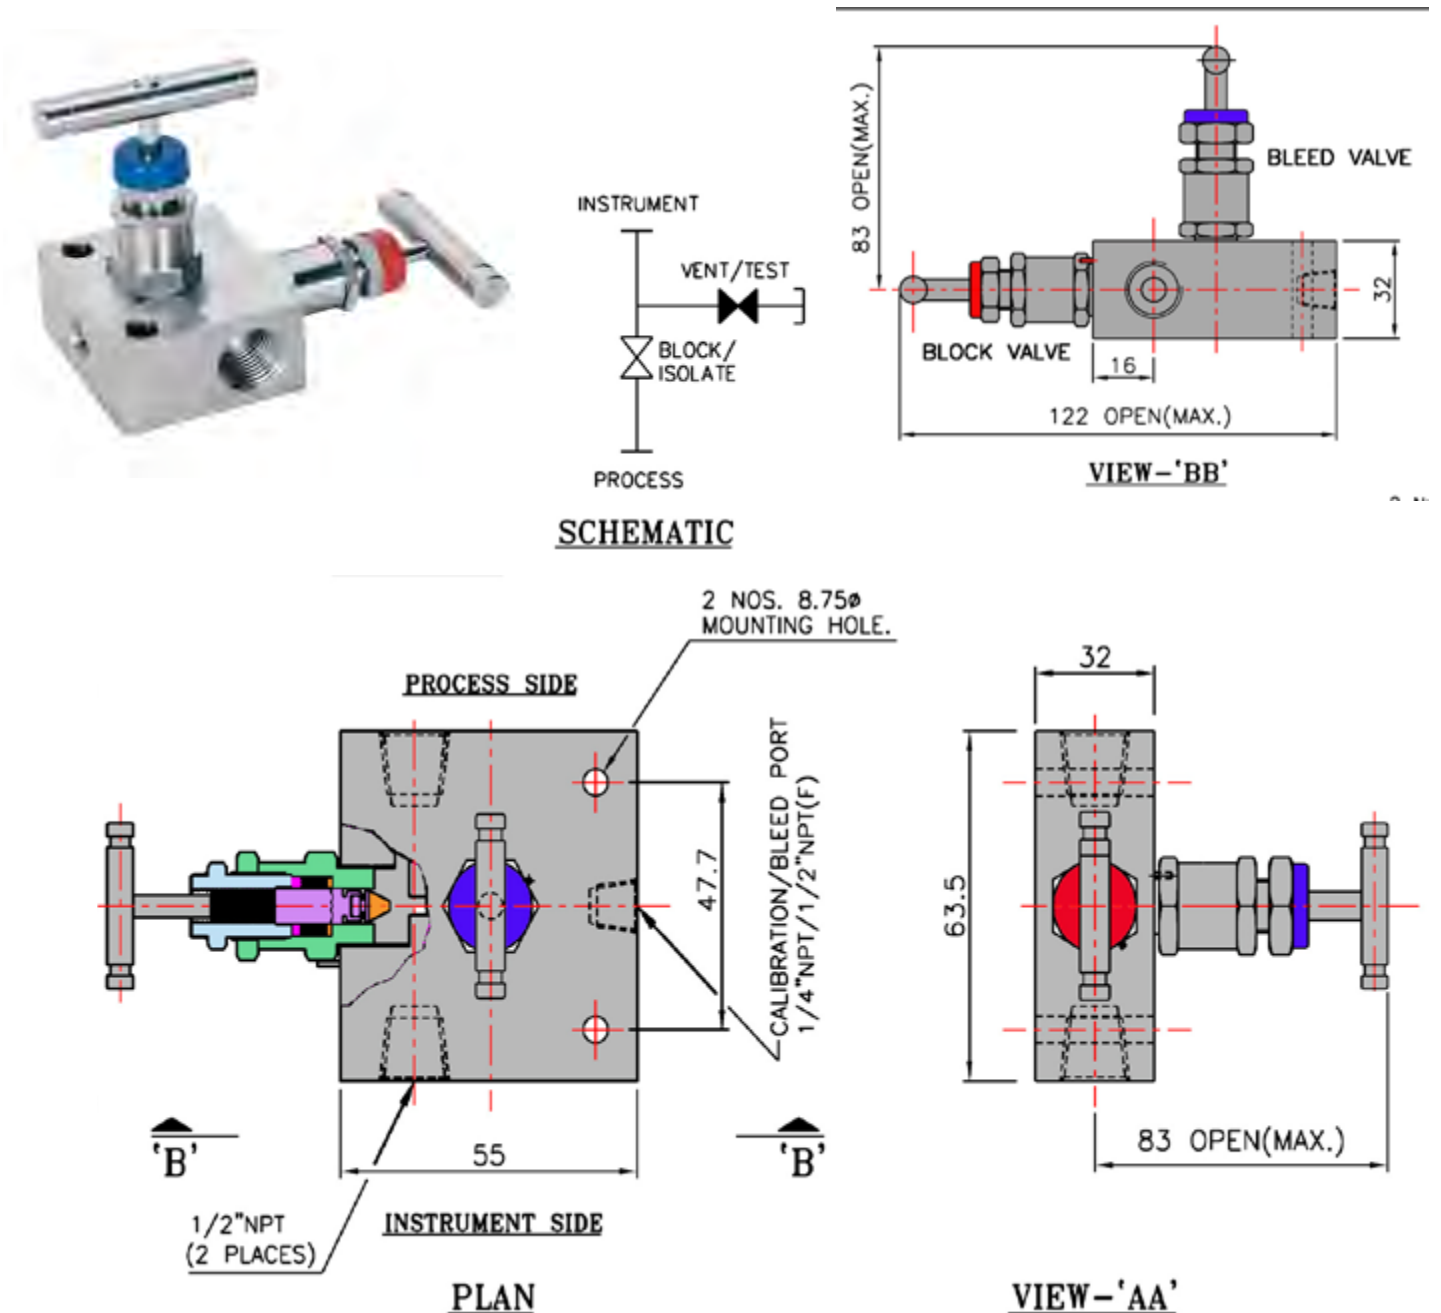 INSTRUMENT
VENT/TEST
BLOCK/
ISOLATE
PROCESS
SCHEMATIC
83 OPEN(MAX.)
BLEED VALVE
32
BLOCK VALVE
16
122 OPEN(MAX.)
VIEW-'BB'
2 NOS. 8.75ø
MOUNTING HOLE.
PROCESS SIDE
47.7
CALIBRATION/BLEED PORT
1/4"NPT/1/2"NPT(F)
'B'
'B'
55
1/2"NPT
(2 PLACES)
INSTRUMENT SIDE
PLAN
32
63.5
83 OPEN(MAX.)
VIEW-'AA'